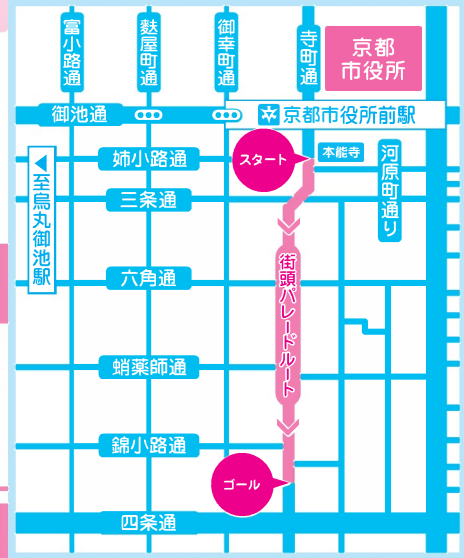 富小路通
麩屋町通
御幸町通
寺町通
京都
市役所
御池通
京都市役所前駅
姉小路通
スタート
本能寺
河原町通り
◀至烏丸御池駅
三条通
六角通
街頭パレードルート
蛸薬師通
錦小路通
ゴール
四条通